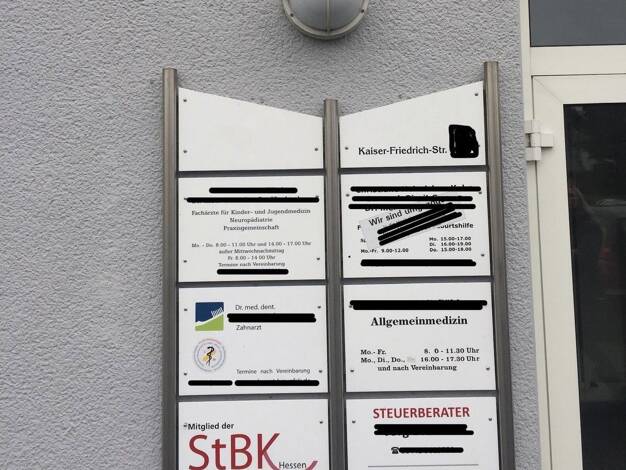 Kaiser-Friedrich-Str.
Fachärzte für Kinder- und Jugendmedizin
Neuropädiatrie
Praxisgemeinschaft
Mo. - Do. 8:00 - 11.00 Uhr und 14.00 - 17.00 Uhr
außer Mittwochnachmittag
Fr. 8.00 - 14.00 Uhr
Termine nach Vereinbarung
Wir sind
Mo. 15.00-17.00
Di. 16.00-19.00
Mo.-Fr. 9.00-12.00
Do. 15.00-18.00
Dr. med. dent.
Zahnarzt
Termine nach Vereinbarung
Allgemeinmedizin
Mo. - Fr. 8. 0 - 11.30 Uhr
Mo., Di., Do., 16.00 - 17.30 Uhr
und nach Vereinbarung
Mitglied der
StBK Hessen
STEUERBERATER